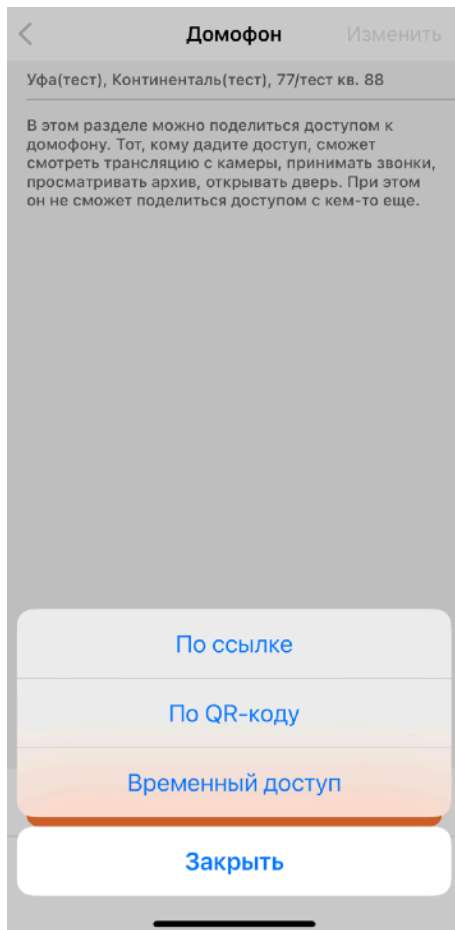 Домофон
Изменить
Уфа(тест), Континенталь(тест), 77/тест кв. 88
В этом разделе можно поделиться доступом к
домофону. Тот, кому дадите доступ, сможет
смотреть трансляцию с камеры, принимать звонки,
просматривать архив, открывать дверь. При этом
он не сможет поделиться доступом с кем-то еще.
По ссылке
По QR-коду
Временный доступ
Закрыть